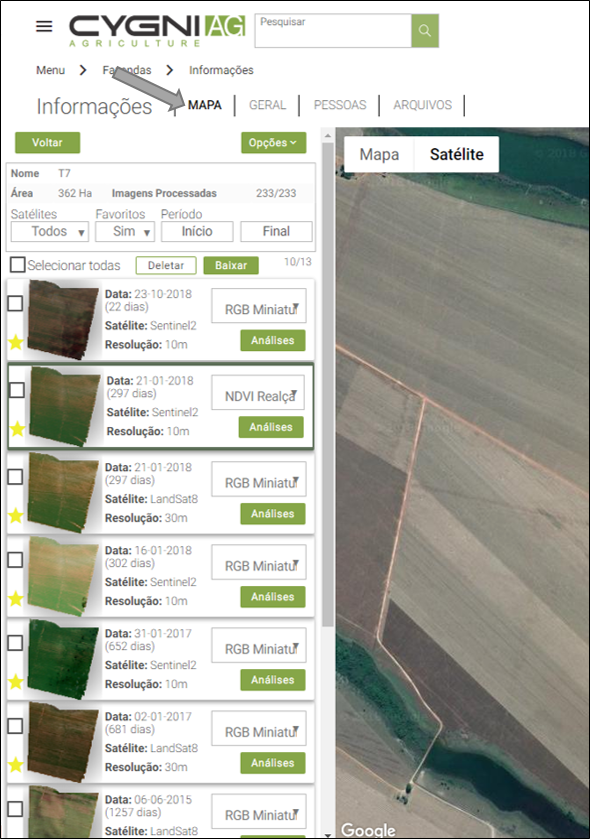 CYGNI AG
AGRICULTURE
Pesquisar
Menu > Fazendas > Informações
Informações | MAPA | GERAL | PESSOAS | ARQUIVOS |
Voltar Opções
Nome T7
Área 362 Ha Imagens Processadas 233/233
Satélites Favoritos Período
Todos Sim Início Final
Selecionar todas Deletar Baixar 10/13
Data: 23-10-2018
(22 dias)
RGB Miniatu
Satélite: Sentinel2
Resolução: 10m
Análises
Data: 21-01-2018
(297 dias)
NDVI Realça
Satélite: Sentinel2
Resolução: 10m
Análises
Data: 21-01-2018
(297 dias)
RGB Miniatu
Satélite: LandSat8
Resolução: 30m
Análises
Data: 16-01-2018
(302 dias)
RGB Miniatu
Satélite: Sentinel2
Resolução: 10m
Análises
Data: 31-01-2017
(652 dias)
RGB Miniatu
Satélite: Sentinel2
Resolução: 10m
Análises
Data: 02-01-2017
(681 dias)
RGB Miniatu
Satélite: LandSat8
Resolução: 30m
Análises
Data: 06-06-2015
(1257 dias)
RGB Miniatu
Satélite: LandSat8
Análises
Mapa Satélite
Google